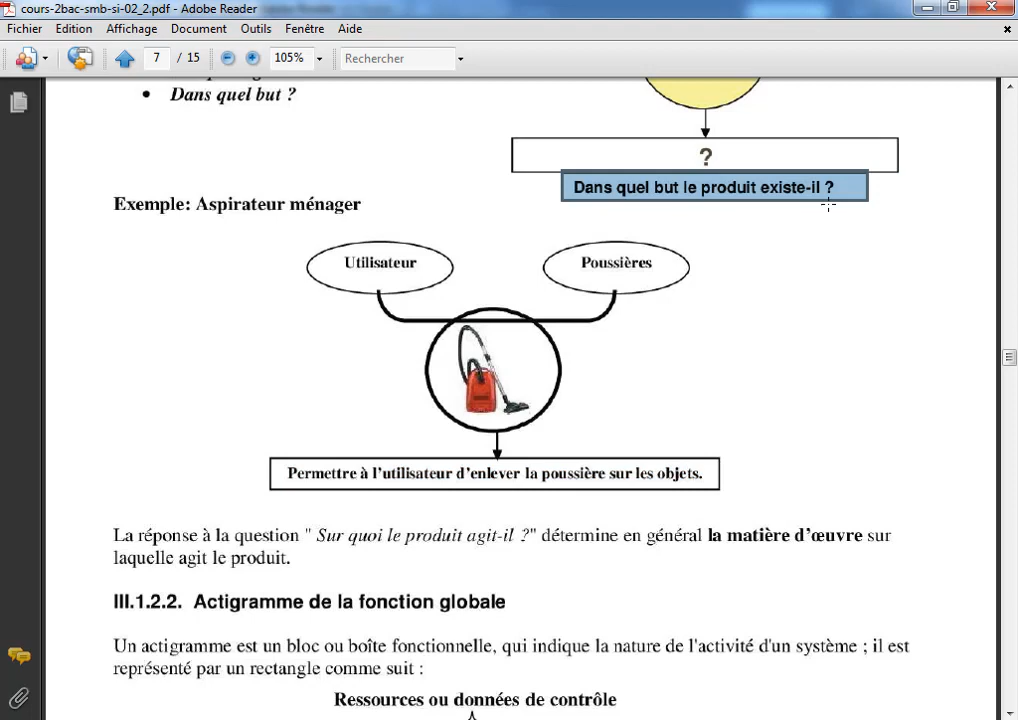 cours-2bac-smb-si-02_2.pdf - Adobe Reader
Fichier Edition Affichage Document Outils Fenêtre Aide
7 / 15 105% Rechercher
• Dans quel but ?
?
Dans quel but le produit existe-il ?
Exemple: Aspirateur ménager
Utilisateur Poussières
Permettre à l'utilisateur d'enlever la poussière sur les objets.
La réponse à la question " Sur quoi le produit agit-il ?" détermine en général la matière d'œuvre sur
laquelle agit le produit.
III.1.2.2. Actigramme de la fonction globale
Un actigramme est un bloc ou boîte fonctionnelle, qui indique la nature de l'activité d'un système ; il est
représenté par un rectangle comme suit :
Ressources ou données de contrôle